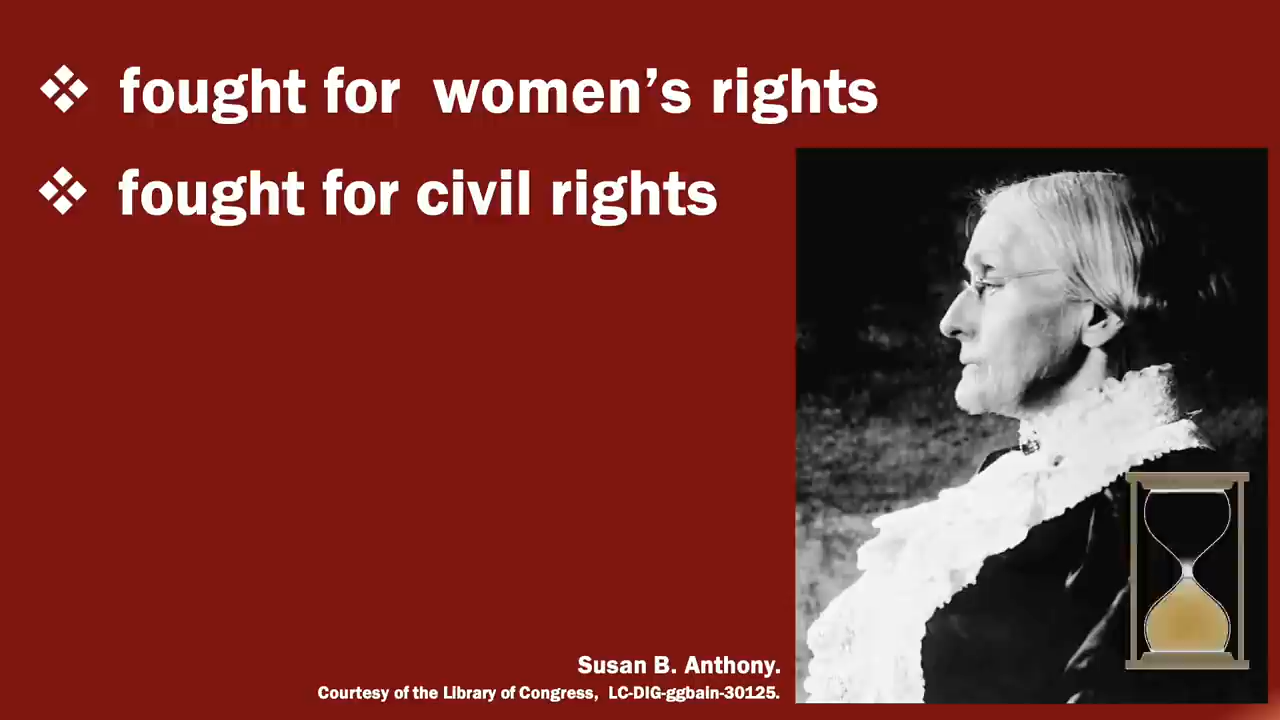 ❖ fought for women's rights
❖ fought for civil rights
Susan B. Anthony.
Courtesy of the Library of Congress, LC-DIG-ggbain-30125.